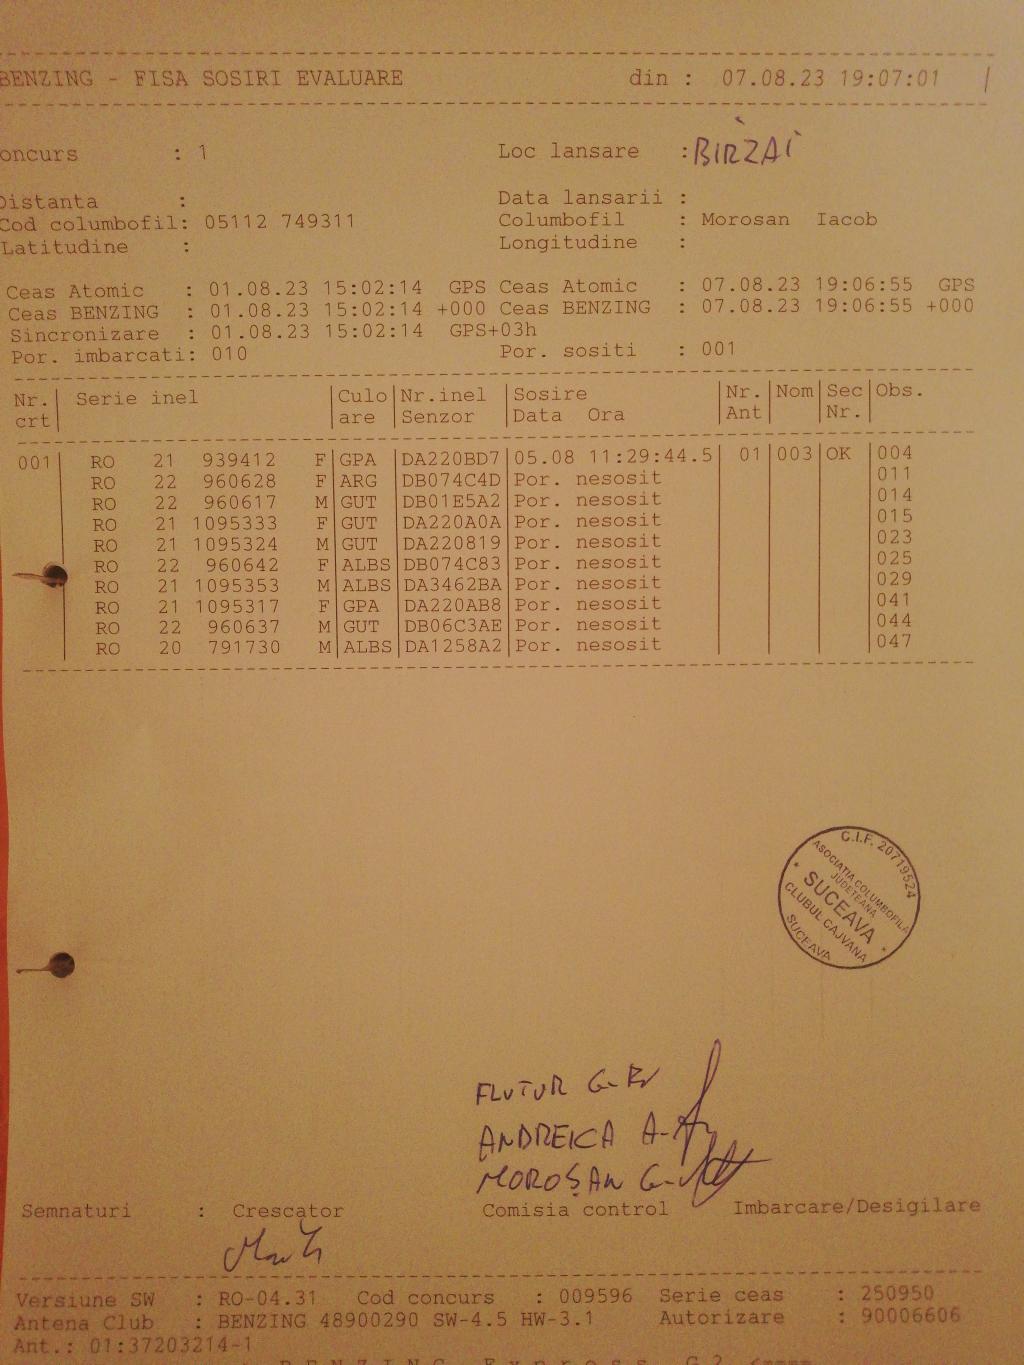 BENZING - FISA SOSIRI EVALUARE din : 07.08.23 19:07:01
oncurs : 1 Loc lansare : BIRZAI
Distanta : Data lansarii :
Cod columbofil: 05112 749311 Columbofil : Morosan Iacob
Latitudine : Longitudine :
Ceas Atomic : 01.08.23 15:02:14 GPS Ceas Atomic : 07.08.23 19:06:55 GPS
Ceas BENZING : 01.08.23 15:02:14 +000 Ceas BENZING : 07.08.23 19:06:55 +000
Sincronizare : 01.08.23 15:02:14 GPS+03h
Por. imbarcati: 010 Por. sositi : 001
Nr. Serie inel Culo Nr.inel Sosire Nr. Nom Sec Obs.
crt are Senzor Data Ora Ant Nr.
001 RO 21 939412 F GPA DA220BD7 05.08 11:29:44.5 01 003 OK 004
RO 22 960628 F ARG DB074C4D Por. nesosit 011
RO 22 960617 M GUT DB01E5A2 Por. nesosit 014
RO 21 1095333 F GUT DA220A0A Por. nesosit 015
RO 21 1095324 M GUT DA220819 Por. nesosit 023
RO 22 960642 F ALBS DB074C83 Por. nesosit 025
RO 21 1095353 M ALBS DA3462BA Por. nesosit 029
RO 21 1095317 F GPA DA220AB8 Por. nesosit 041
RO 22 960637 M GUT DB06C3AE Por. nesosit 044
RO 20 791730 M ALBS DA1258A2 Por. nesosit 047
C.I.F. 20719524
ASOCIATIA COLUMBOFILA
JUDETEANA
SUCEAVA
CLUBUL CAJVANA
SUCEAVA
FLUTUR G.
ANDREICA A.
MOROȘAN G.
Semnaturi : Crescator Comisia control Imbarcare/Desigilare
Versiune SW : RO-04.31 Cod concurs : 009596 Serie ceas : 250950
Antena Club : BENZING 48900290 SW-4.5 HW-3.1 Autorizare : 90006606
Ant.: 01:37203214-1
BENZING Express G2